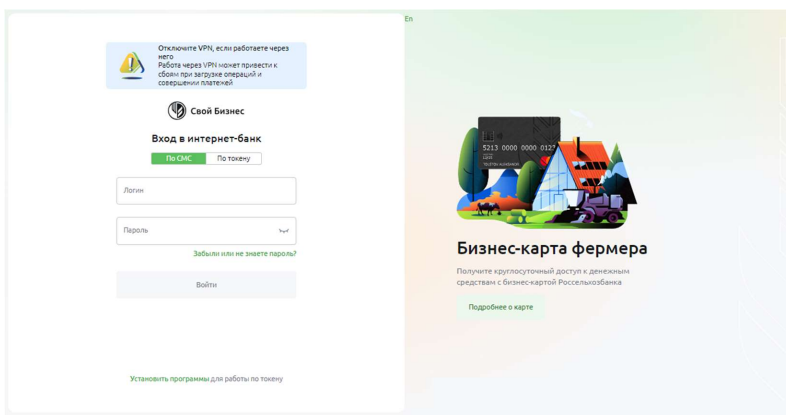 En
Отключите VPN, если работаете через
него
Работа через VPN может привести к
сбоям при загрузке операций и
совершении платежей
Свой Бизнес
Вход в интернет-банк
По СМС
По токену
Логин
Пароль
Забыли или не знаете пароль?
Войти
Установить программы для работы по токену
5213 0000 0000 0127
Бизнес-карта фермера
Получите круглосуточный доступ к денежным
средствам с бизнес-картой Россельхозбанка
Подробнее о карте